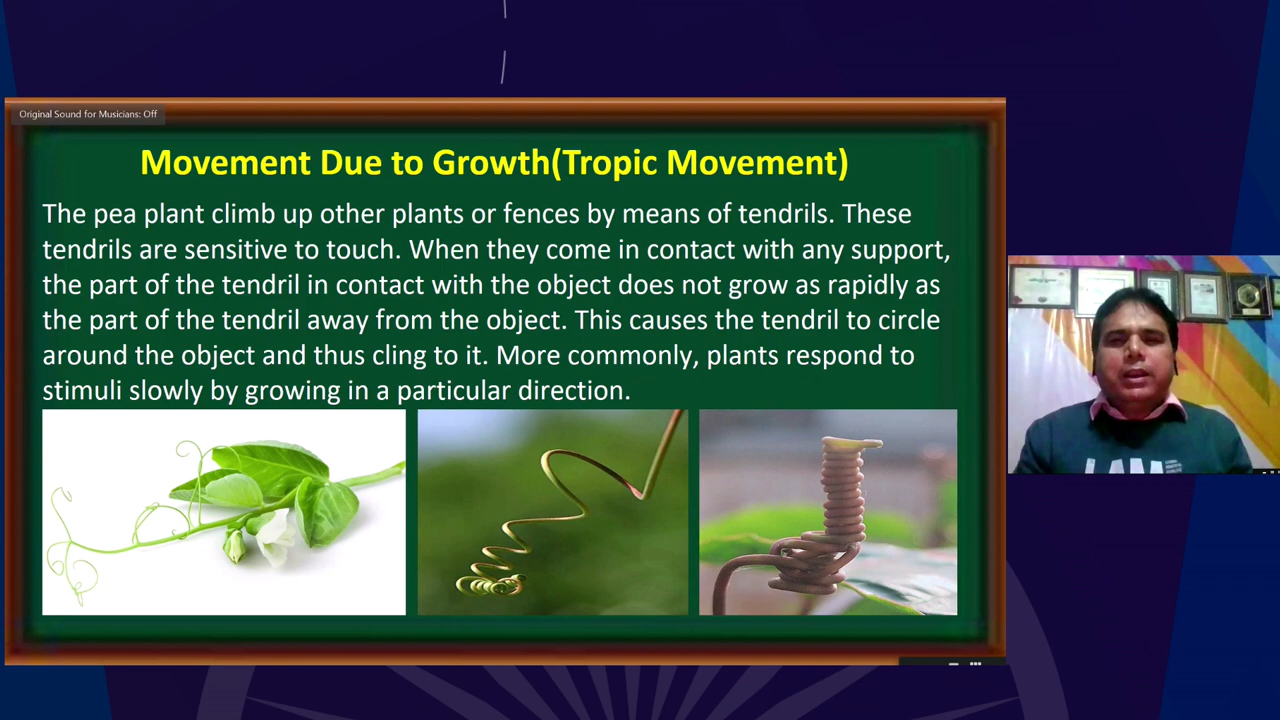 Original Sound for Musicians: Off
Movement Due to Growth(Tropic Movement)
The pea plant climb up other plants or fences by means of tendrils. These
tendrils are sensitive to touch. When they come in contact with any support,
the part of the tendril in contact with the object does not grow as rapidly as
the part of the tendril away from the object. This causes the tendril to circle
around the object and thus cling to it. More commonly, plants respond to
stimuli slowly by growing in a particular direction.
I AM